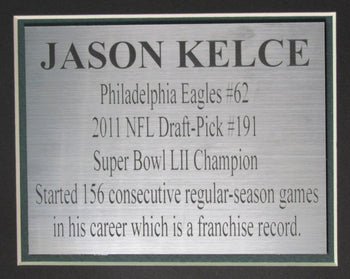 JASON KELCE
Philadelphia Eagles #62
2011 NFL Draft-Pick #191
Super Bowl LII Champion
Started 156 consecutive regular-season games
in his career which is a franchise record.